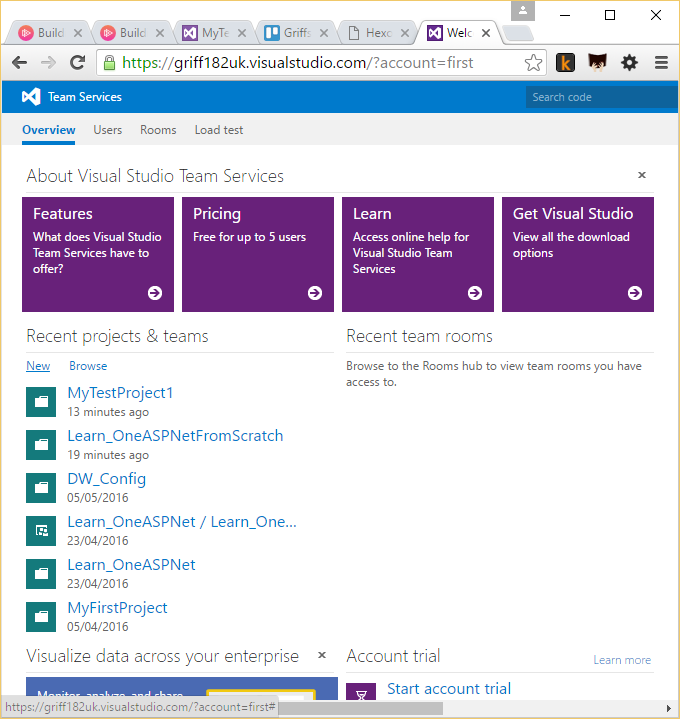 Build
Build
MyTe
Griffs
Hexo
Welc
https://griff182uk.visualstudio.com/?account=first
Team Services
Search code
Overview Users Rooms Load test
About Visual Studio Team Services
Features
What does Visual Studio
Team Services have to
offer?
Pricing
Free for up to 5 users
Learn
Access online help for
Visual Studio Team
Services
Get Visual Studio
View all the download
options
Recent projects & teams
New Browse
MyTestProject1
13 minutes ago
Learn_OneASPNetFromScratch
19 minutes ago
DW_Config
05/05/2016
Learn_OneASPNet / Learn_One...
23/04/2016
Learn_OneASPNet
23/04/2016
MyFirstProject
05/04/2016
Recent team rooms
Browse to the Rooms hub to view team rooms you have
access to.
Visualize data across your enterprise
Monitor, analyze, and share
Account trial
Learn more
Start account trial
https://griff182uk.visualstudio.com/?account=first#